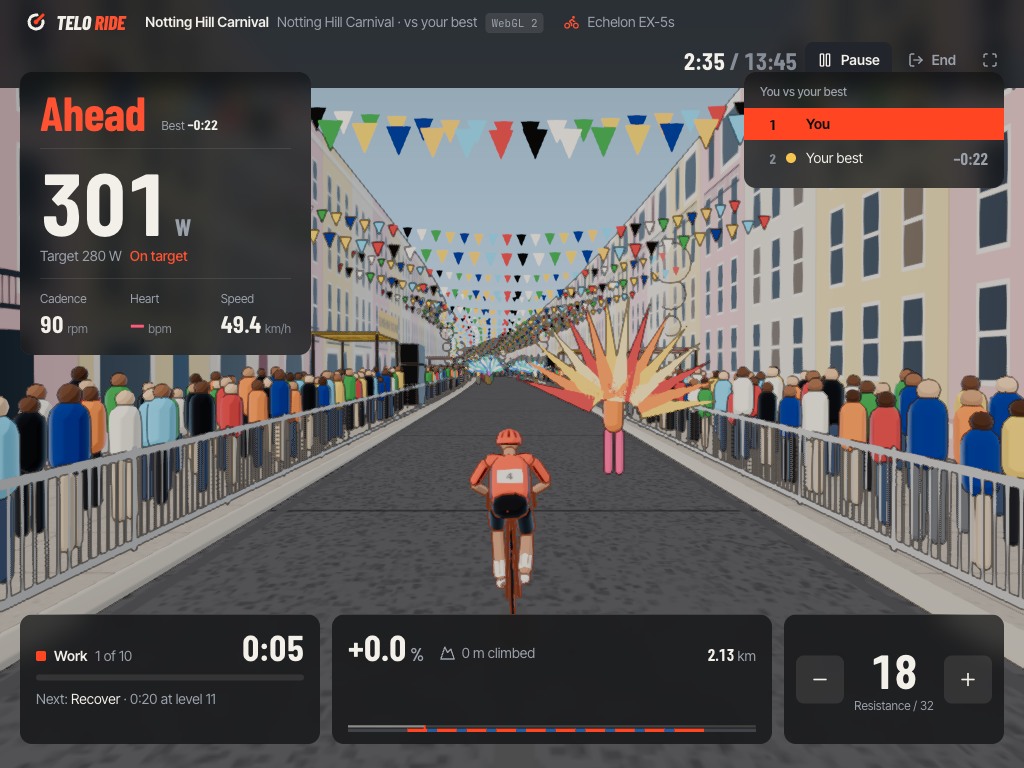 TELO RIDE Notting Hill Carnival Notting Hill Carnival · vs your best WebGL 2 Echelon EX-5s
2:35 / 13:45 Pause End
Ahead Best −0:22
301 W
Target 280 W On target
Cadence Heart Speed
90 rpm – bpm 49.4 km/h
You vs your best
1 You
2 Your best −0:22
4
Work 1 of 10 0:05
Next: Recover · 0:20 at level 11
+0.0 % 0 m climbed 2.13 km
− 18 +
Resistance / 32